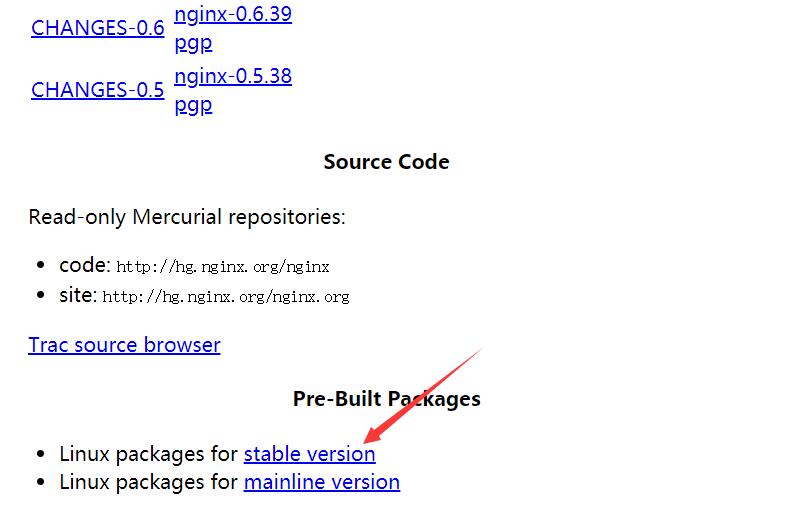 CHANGES-0.6 nginx-0.6.39
pgp
CHANGES-0.5 nginx-0.5.38
pgp
Source Code
Read-only Mercurial repositories:
• code: http://hg.nginx.org/nginx
• site: http://hg.nginx.org/nginx.org
Trac source browser
Pre-Built Packages
• Linux packages for stable version
• Linux packages for mainline version